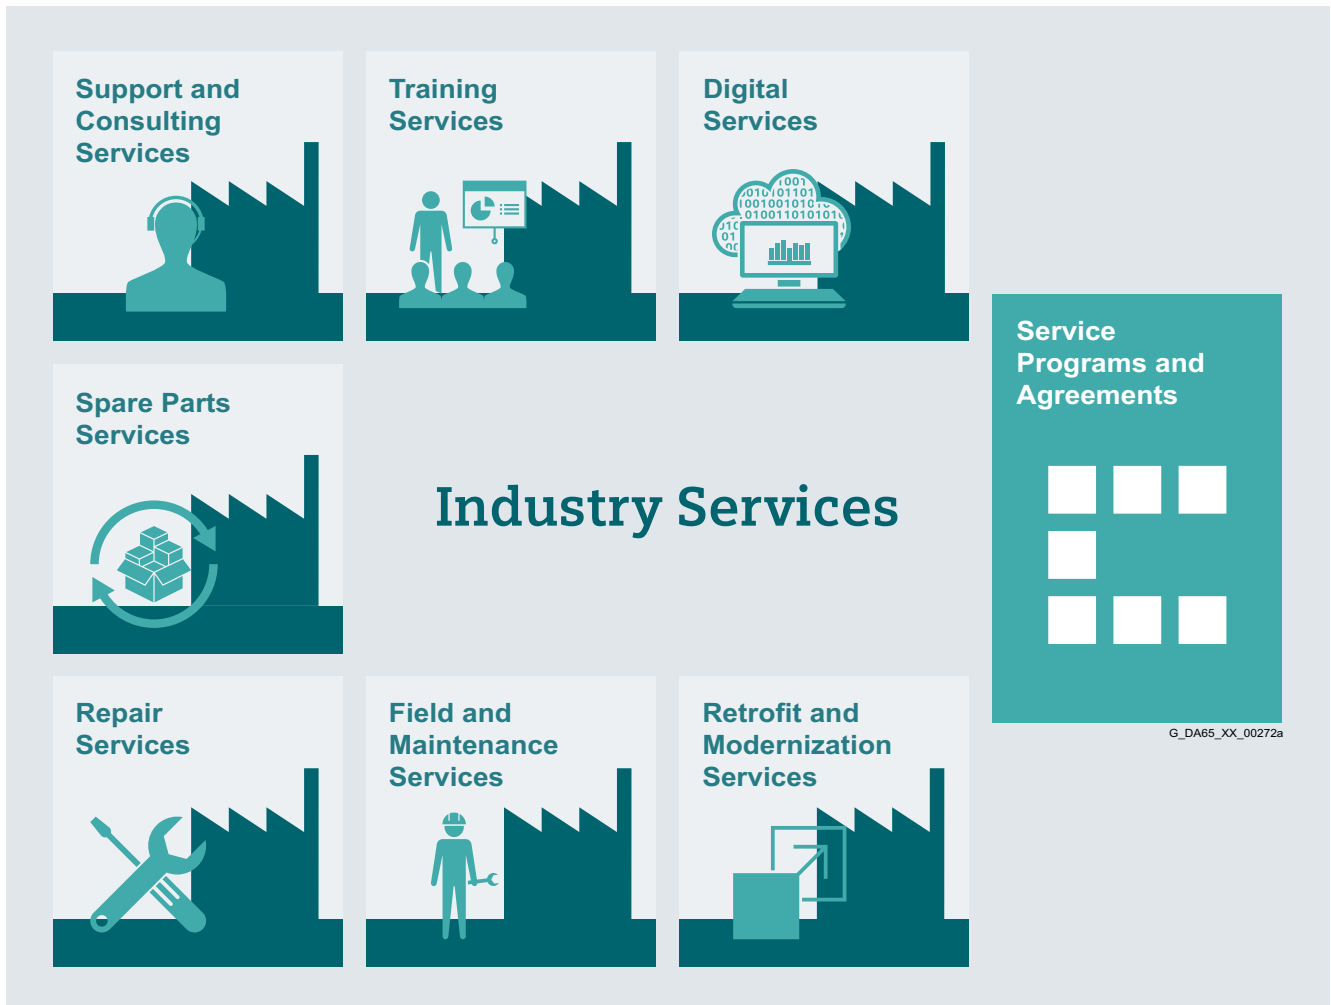 Support and
Consulting
Services
Training
Services
Digital
Services
Service
Programs and
Agreements
Spare Parts
Services
Industry Services
Repair
Services
Field and
Maintenance
Services
Retrofit and
Modernization
Services
G_DA65_XX_00272a